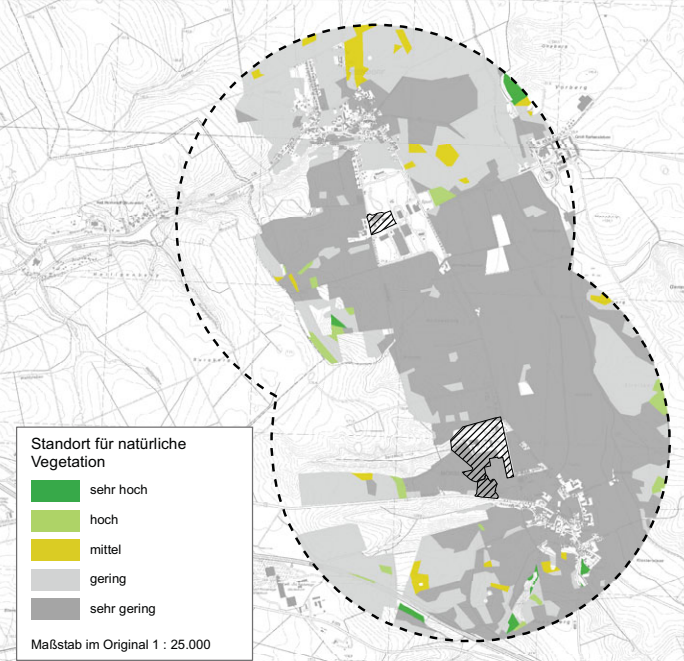 Standort für natürliche
Vegetation
sehr hoch
hoch
mittel
gering
sehr gering
Maßstab im Original 1 : 25.000